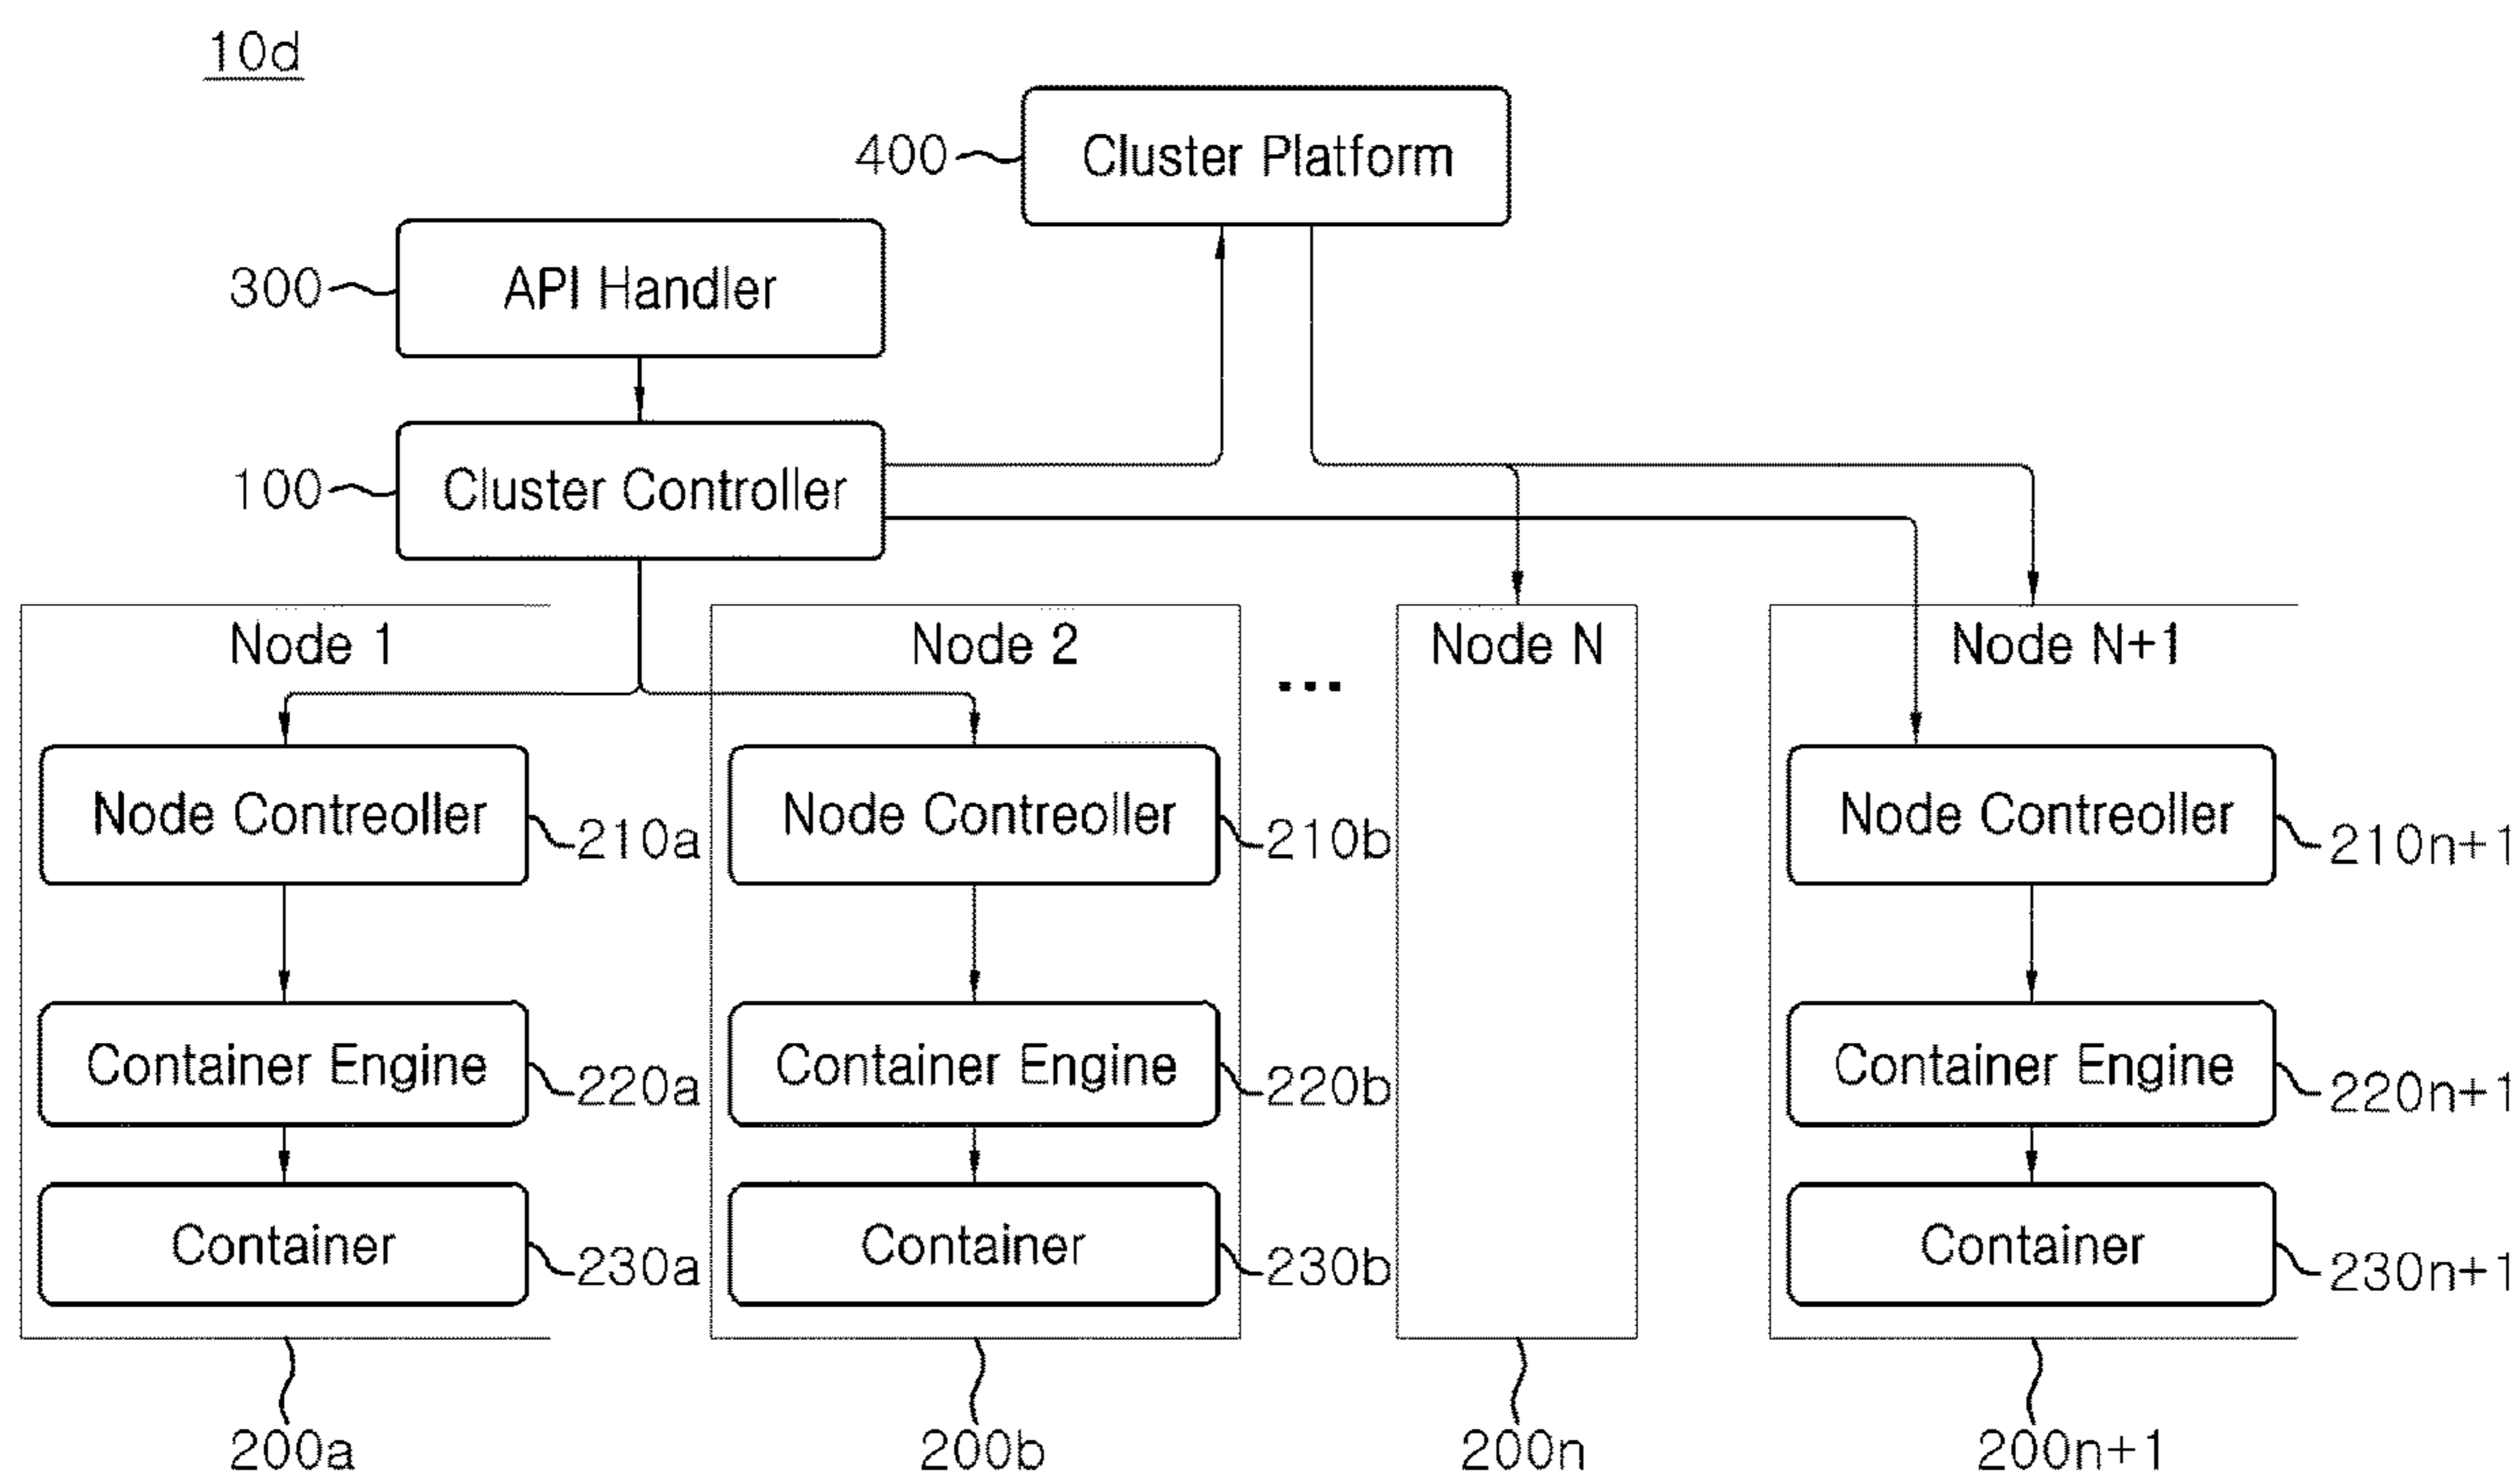 10d
400
Cluster Platform
300
API Handler
100
Cluster Controller
Node 1
Node 2
...
Node N
Node N+1
Node Contreoller
210a
Node Contreoller
210b
Node Contreoller
210n+1
Container Engine
220a
Container Engine
220b
Container Engine
220n+1
Container
230a
Container
230b
Container
230n+1
200a
200b
200n
200n+1